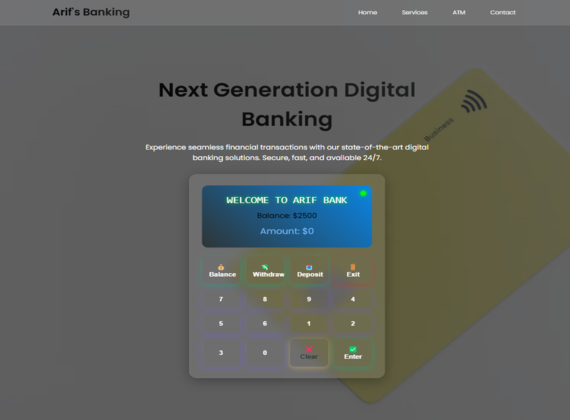 Arif's Banking
Home Services ATM Contact
Next Generation Digital
Banking
Experience seamless financial transactions with our state-of-the-art digital
banking solutions. Secure, fast, and available 24/7.
Business
WELCOME TO ARIF BANK
Balance: $2500
Amount: $0
Balance Withdraw Deposit Exit
7 8 9 4
5 6 1 2
3 0 Clear Enter